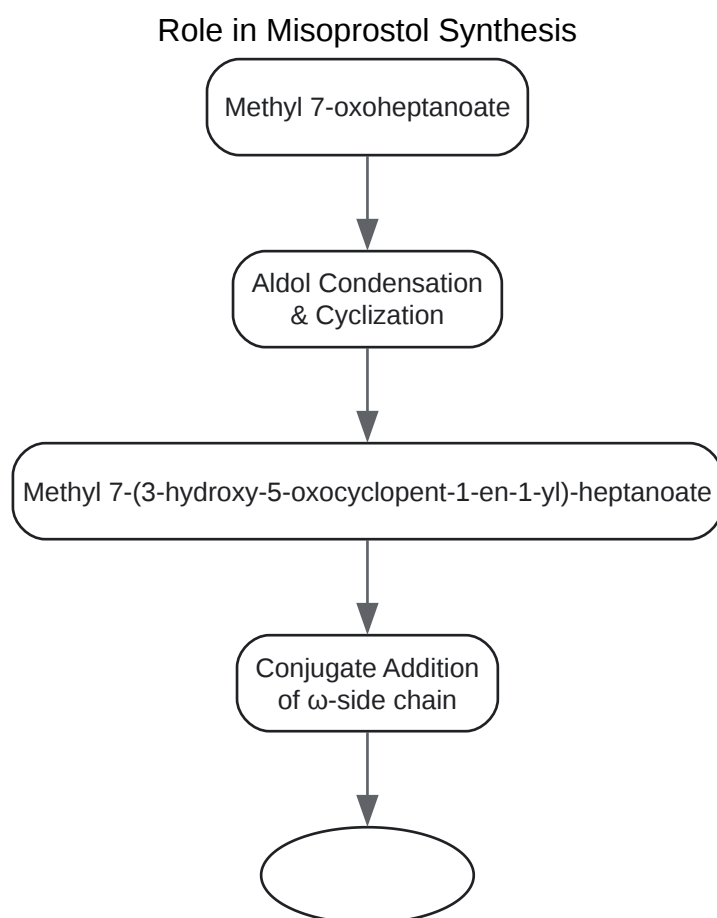 Role in Misoprostol Synthesis
Methyl 7-oxoheptanoate
Aldol Condensation
& Cyclization
Methyl 7-(3-hydroxy-5-oxocyclopent-1-en-1-yl)-heptanoate
Conjugate Addition
of ω-side chain